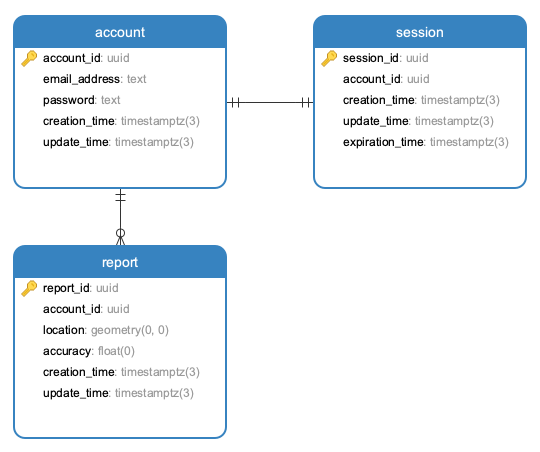 account
account_id: uuid
email_address: text
password: text
creation_time: timestamptz(3)
update_time: timestamptz(3)
session
session_id: uuid
account_id: uuid
creation_time: timestamptz(3)
update_time: timestamptz(3)
expiration_time: timestamptz(3)
report
report_id: uuid
account_id: uuid
location: geometry(0, 0)
accuracy: float(0)
creation_time: timestamptz(3)
update_time: timestamptz(3)